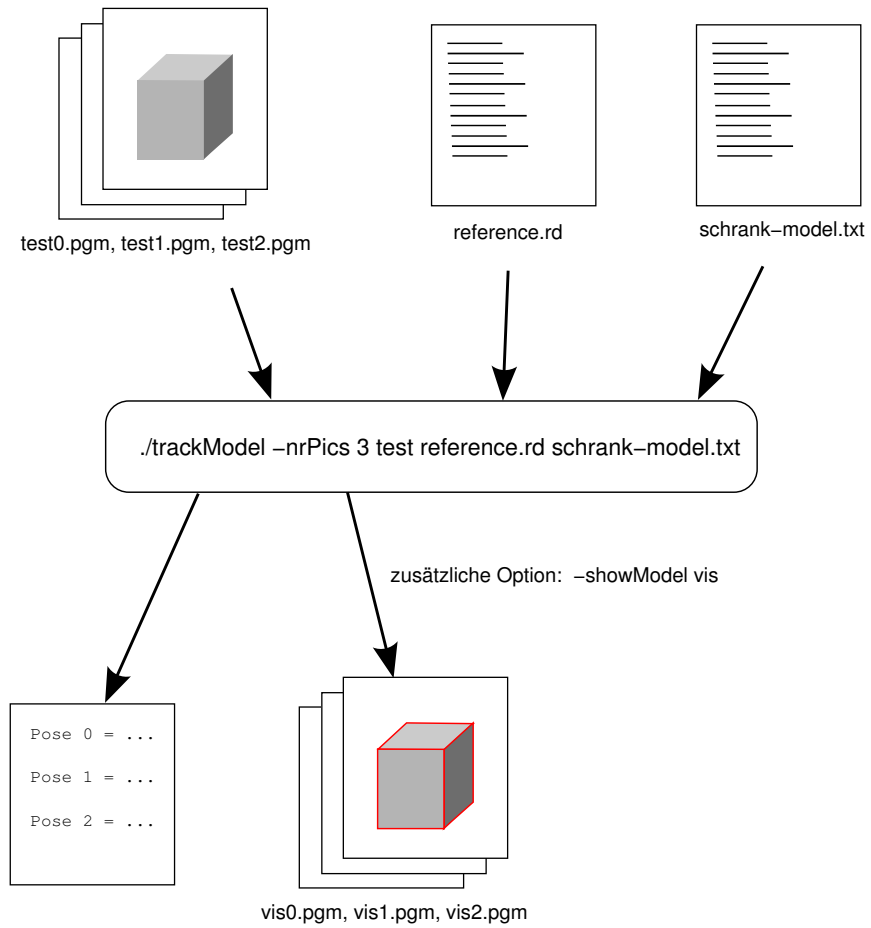 test0.pgm, test1.pgm, test2.pgm
reference.rd
schrank−model.txt
./trackModel −nrPics 3 test reference.rd schrank−model.txt
zusätzliche Option:  −showModel vis
Pose 0 = ...
Pose 1 = ...
Pose 2 = ...
vis0.pgm, vis1.pgm, vis2.pgm